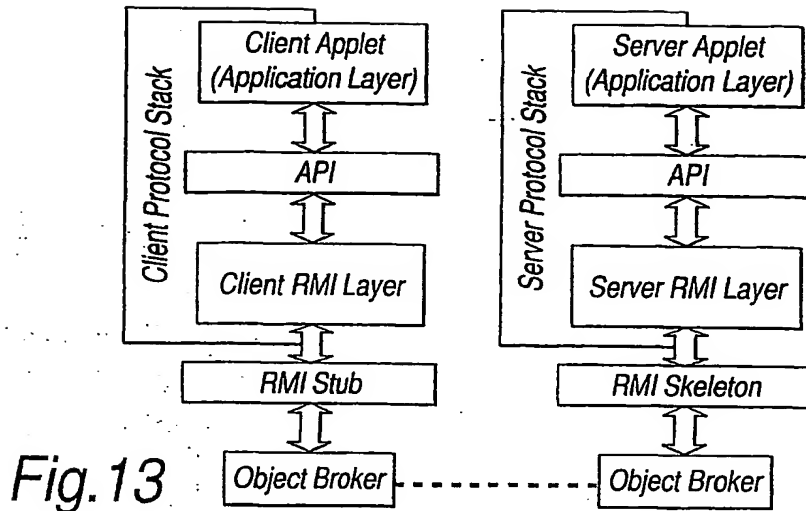 Client Protocol Stack
Client Applet
(Application Layer)
API
Client RMI Layer
RMI Stub
Object Broker
Server Protocol Stack
Server Applet
(Application Layer)
API
Server RMI Layer
RMI Skeleton
Object Broker
Fig.13